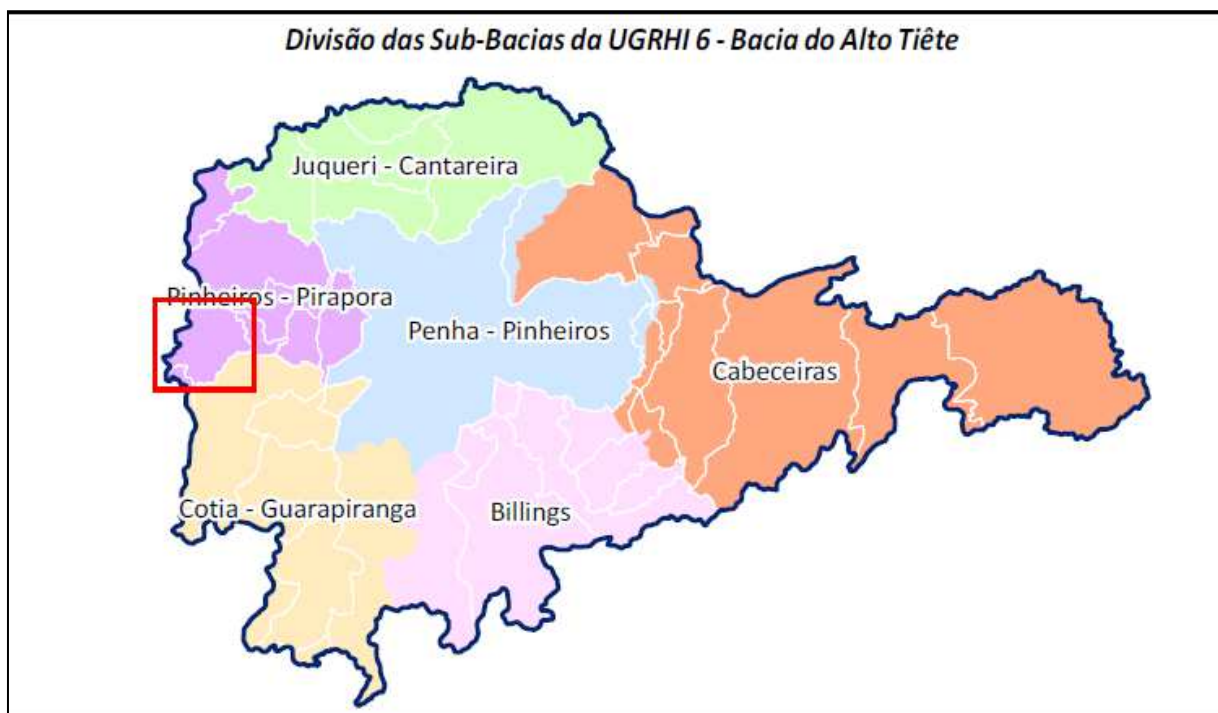 Divisão das Sub-Bacias da UGRHI 6 - Bacia do Alto Tiête
Juqueri - Cantareira
Pinheiros - Pirapora
Penha - Pinheiros
Cabeceiras
Cotia - Guarapiranga
Billings